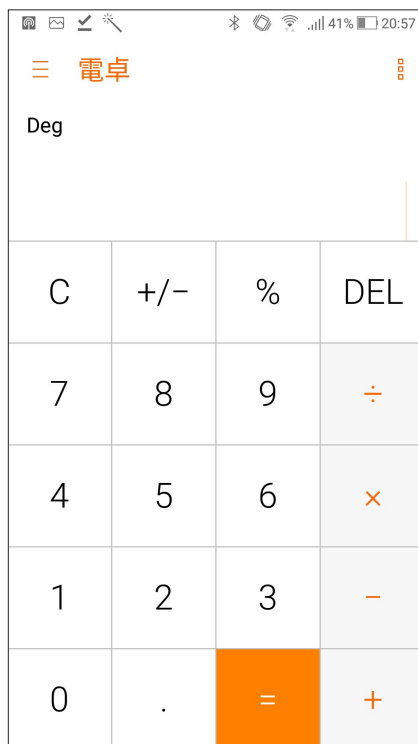 41% 20:57
電卓
Deg
C +/− % DEL
7 8 9 ÷
4 5 6 ×
1 2 3 −
0 . = +